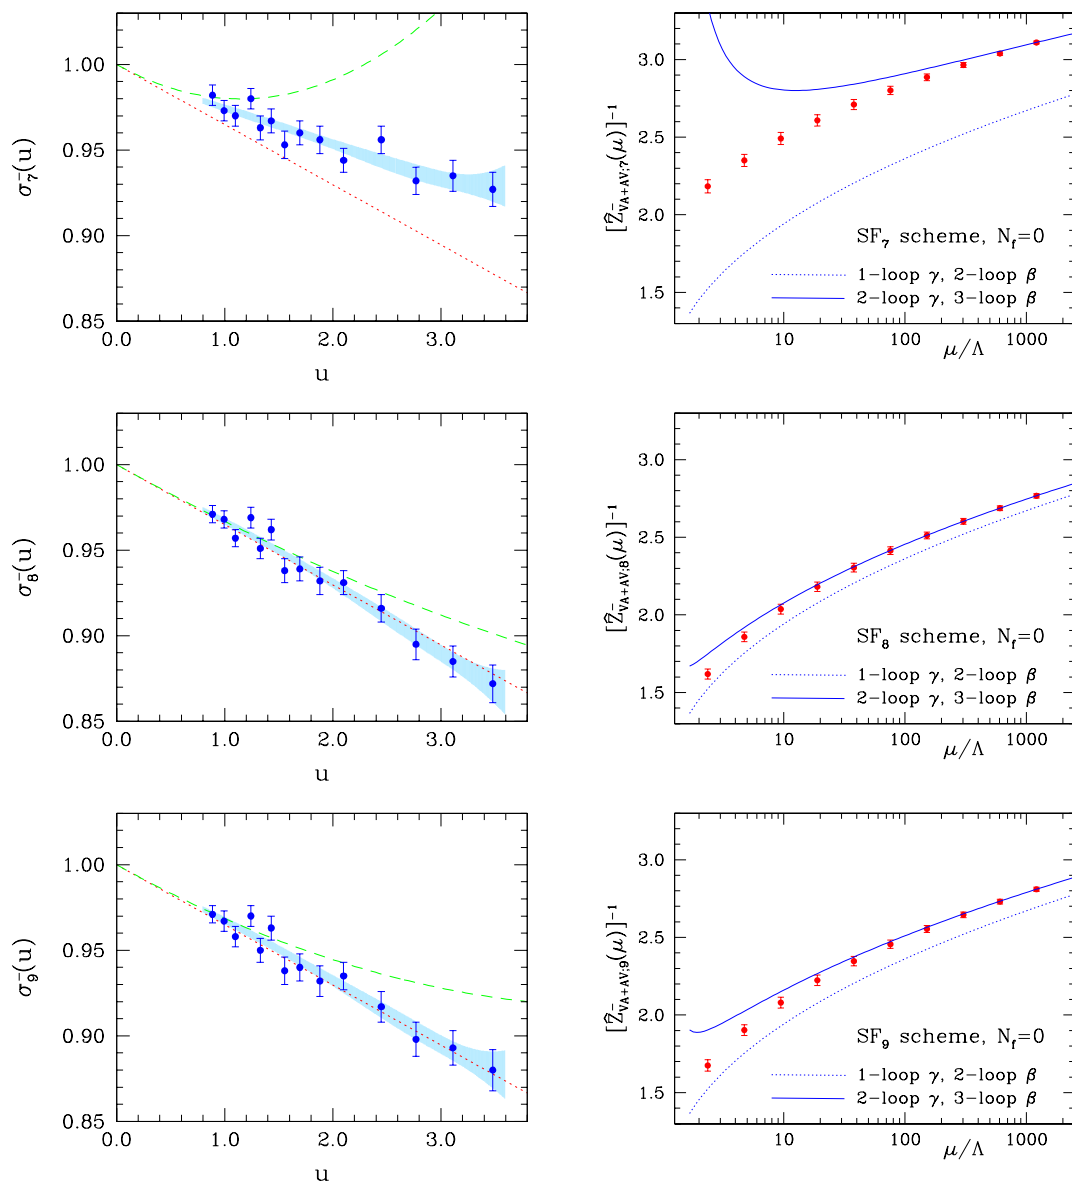 1.00
0.95
0.90
0.85
σ₇⁻(u)
0.0 1.0 2.0 3.0
u
3.0
2.5
2.0
1.5
[Ẑ⁻VA+AV;7(μ)]⁻¹
SF₇ scheme, Nf=0
1-loop γ, 2-loop β
2-loop γ, 3-loop β
10 100 1000
μ/Λ
1.00
0.95
0.90
0.85
σ₈⁻(u)
0.0 1.0 2.0 3.0
u
3.0
2.5
2.0
1.5
[Ẑ⁻VA+AV;8(μ)]⁻¹
SF₈ scheme, Nf=0
1-loop γ, 2-loop β
2-loop γ, 3-loop β
10 100 1000
μ/Λ
1.00
0.95
0.90
0.85
σ₉⁻(u)
0.0 1.0 2.0 3.0
u
3.0
2.5
2.0
1.5
[Ẑ⁻VA+AV;9(μ)]⁻¹
SF₉ scheme, Nf=0
1-loop γ, 2-loop β
2-loop γ, 3-loop β
10 100 1000
μ/Λ